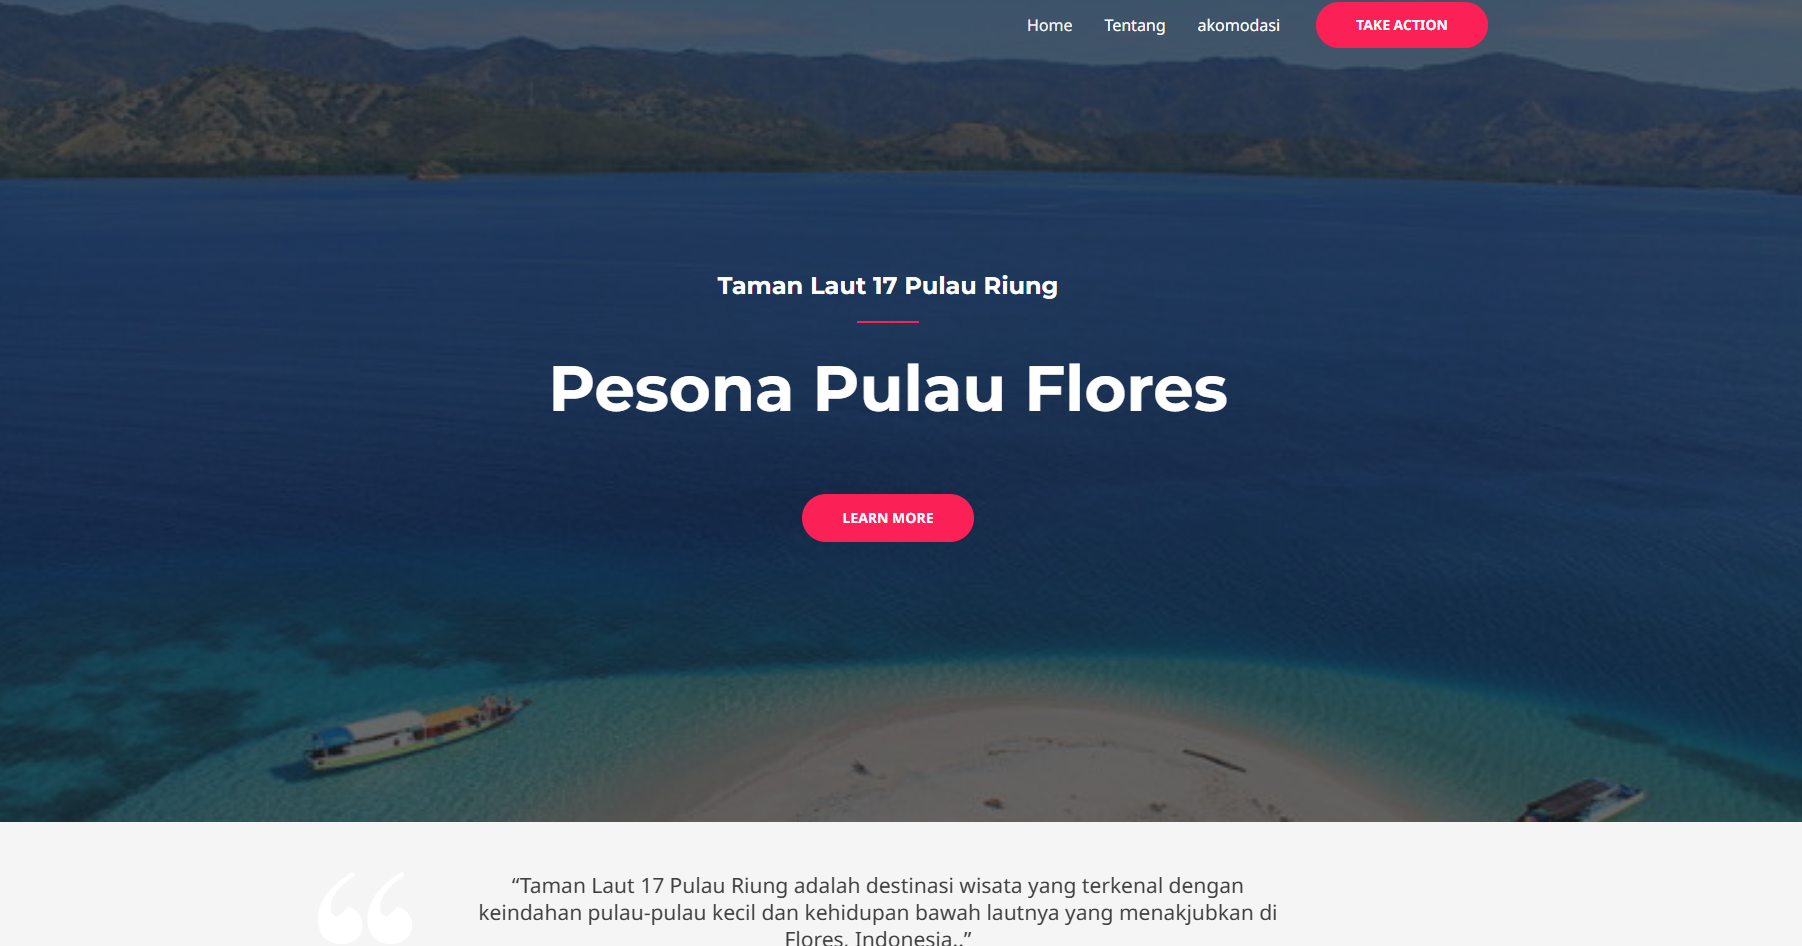 Home Tentang akomodasi TAKE ACTION
Taman Laut 17 Pulau Riung
Pesona Pulau Flores
LEARN MORE
“Taman Laut 17 Pulau Riung adalah destinasi wisata yang terkenal dengan
keindahan pulau-pulau kecil dan kehidupan bawah lautnya yang menakjubkan di
Flores, Indonesia..”